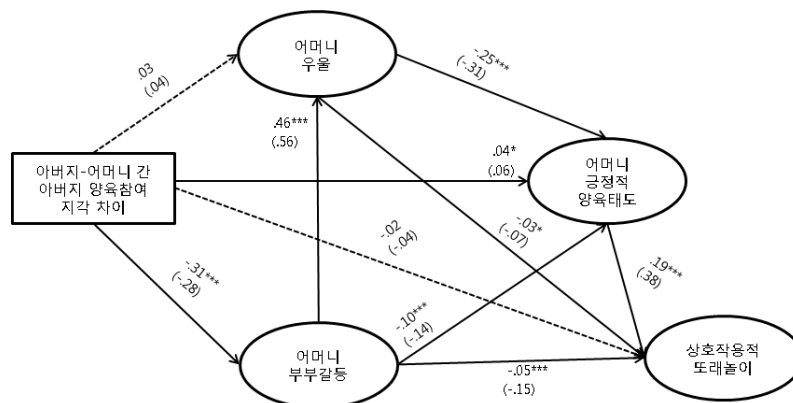 어머니
우울
.03
(.04)
-.25***
(-.31)
.46***
(.56)
아버지-어머니 간
아버지 양육참여
지각 차이
.04*
(.06)
어머니
긍정적
양육태도
-.02
(-.04)
-.03*
(-.07)
-.31***
(-.28)
.19***
(.38)
-.10***
(-.14)
어머니
부부갈등
-.05***
(-.15)
상호작용적
또래놀이